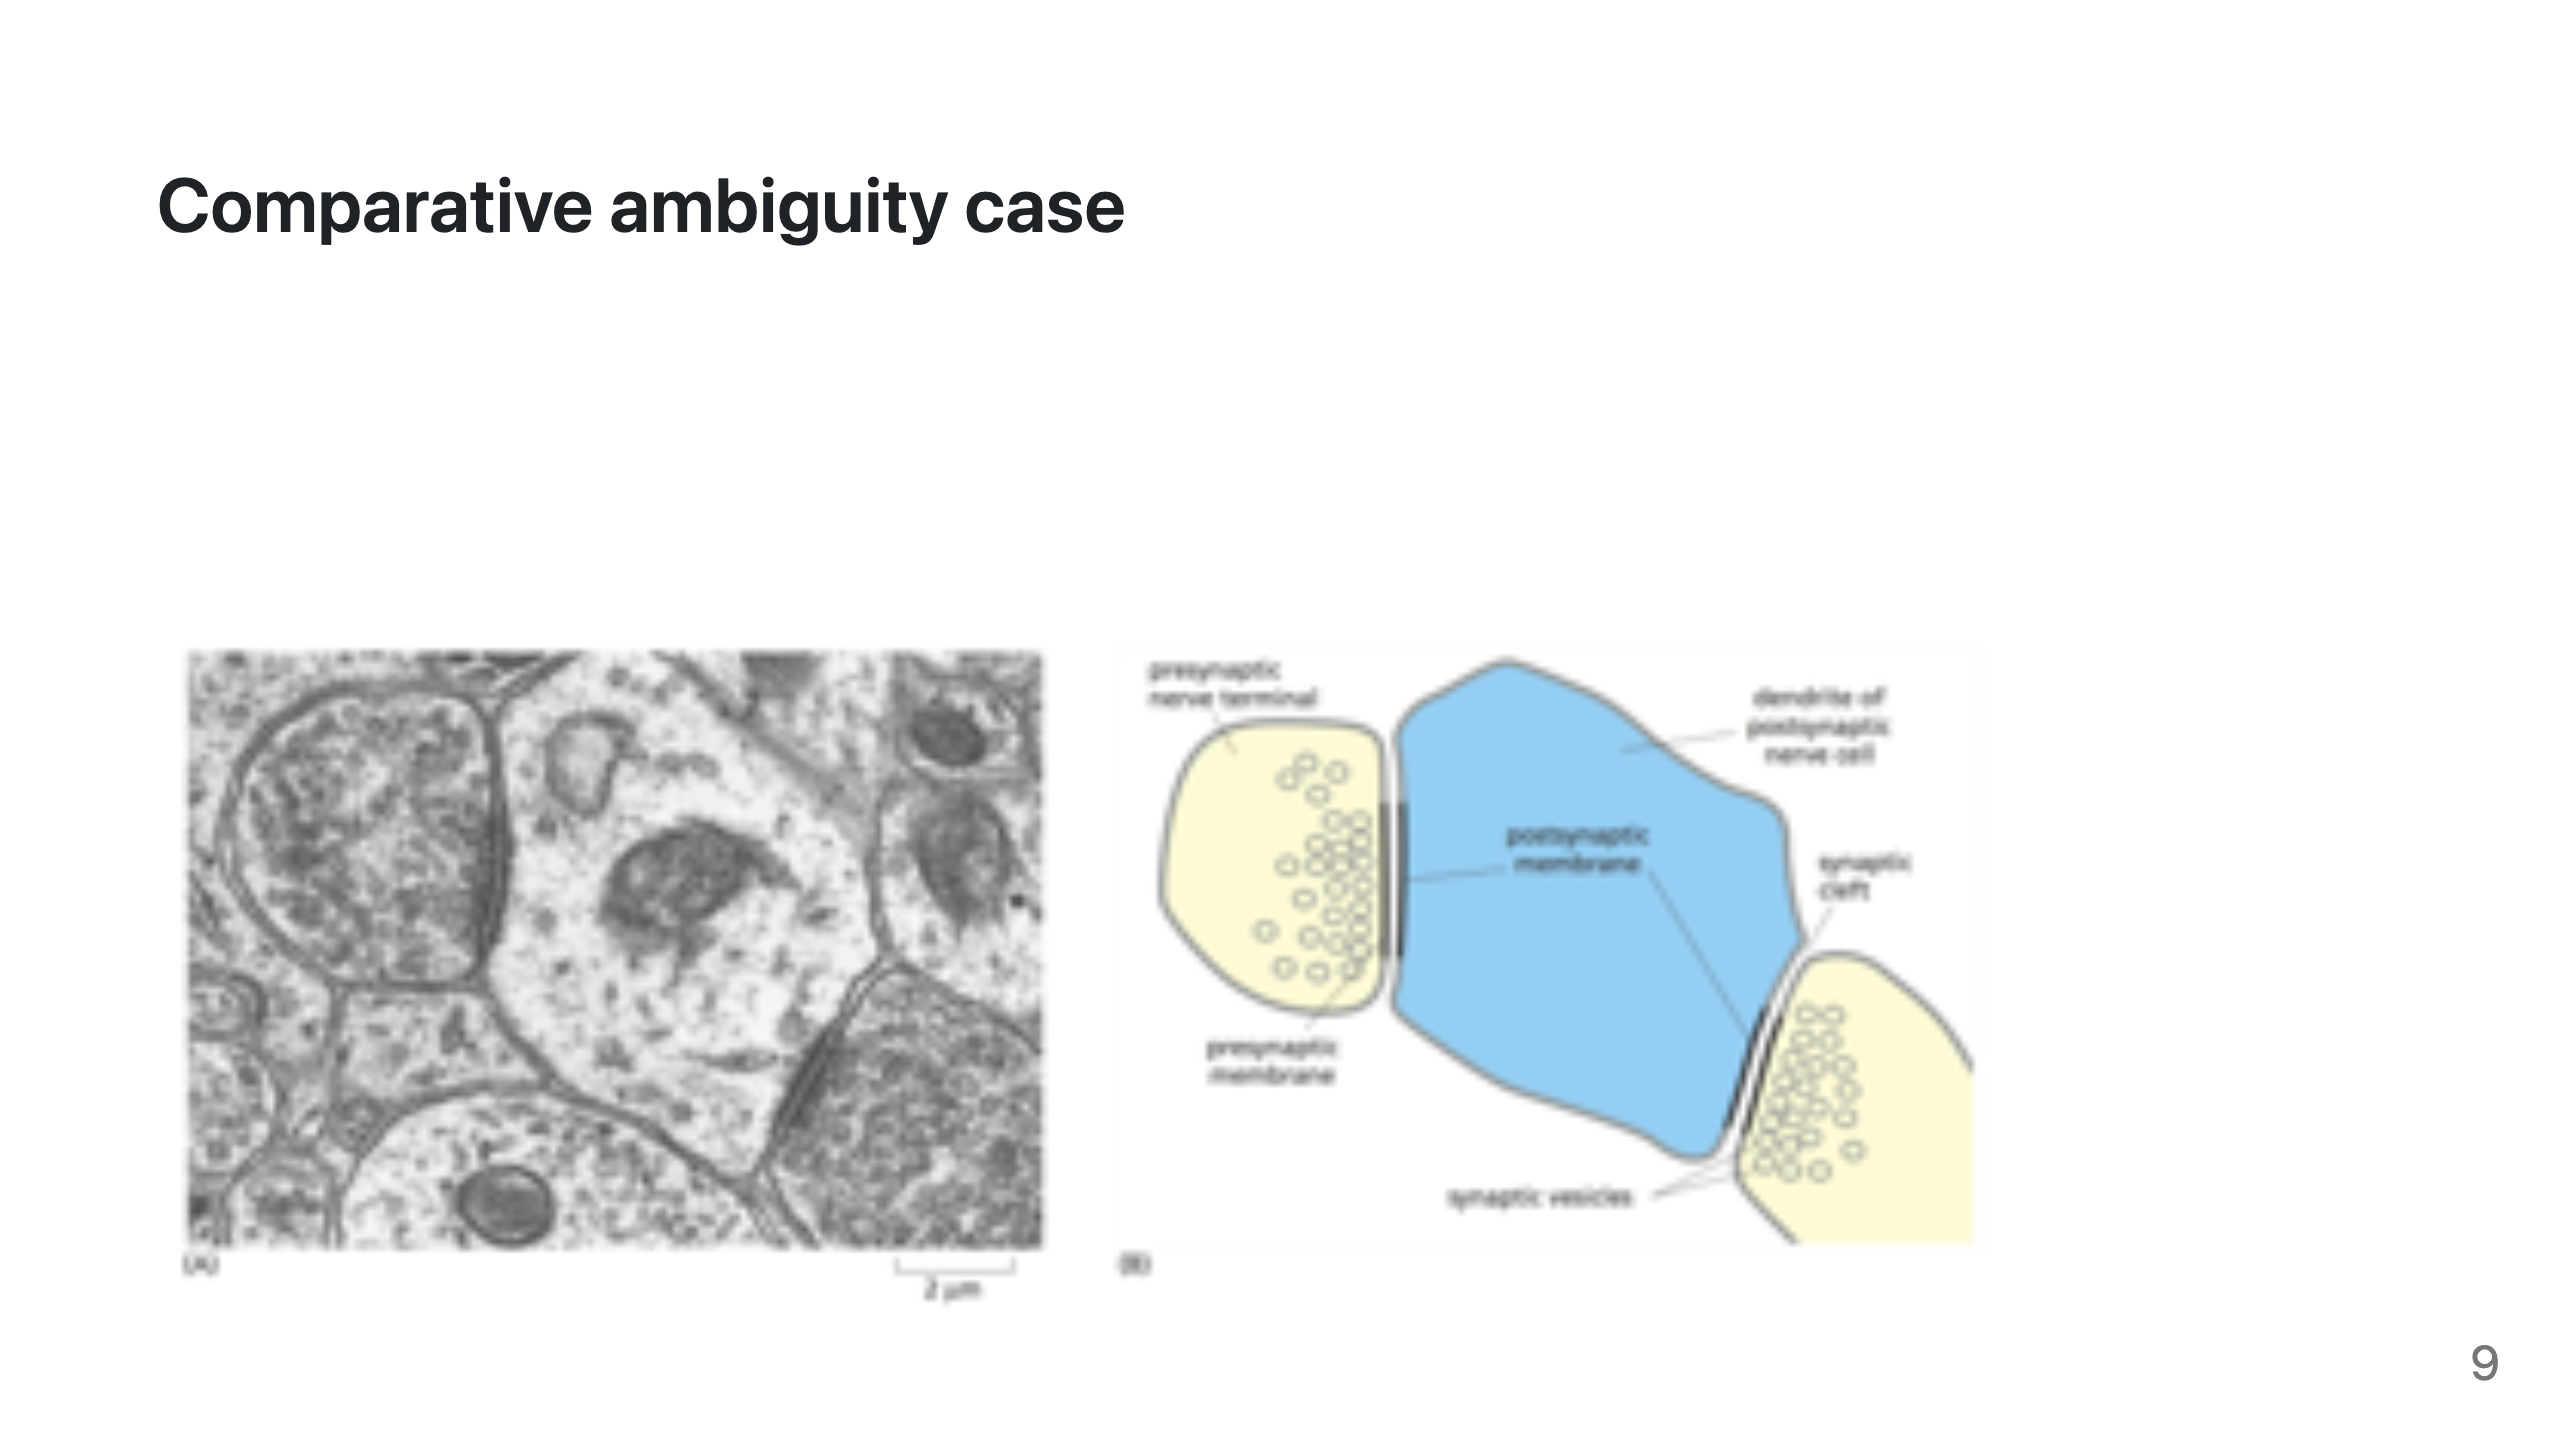 Comparative ambiguity case
presynaptic
nerve terminal
dendrite of
postsynaptic
nerve cell
postsynaptic
membrane
synaptic
cleft
presynaptic
membrane
synaptic vesicles
(A)
(B)
2 μm
9